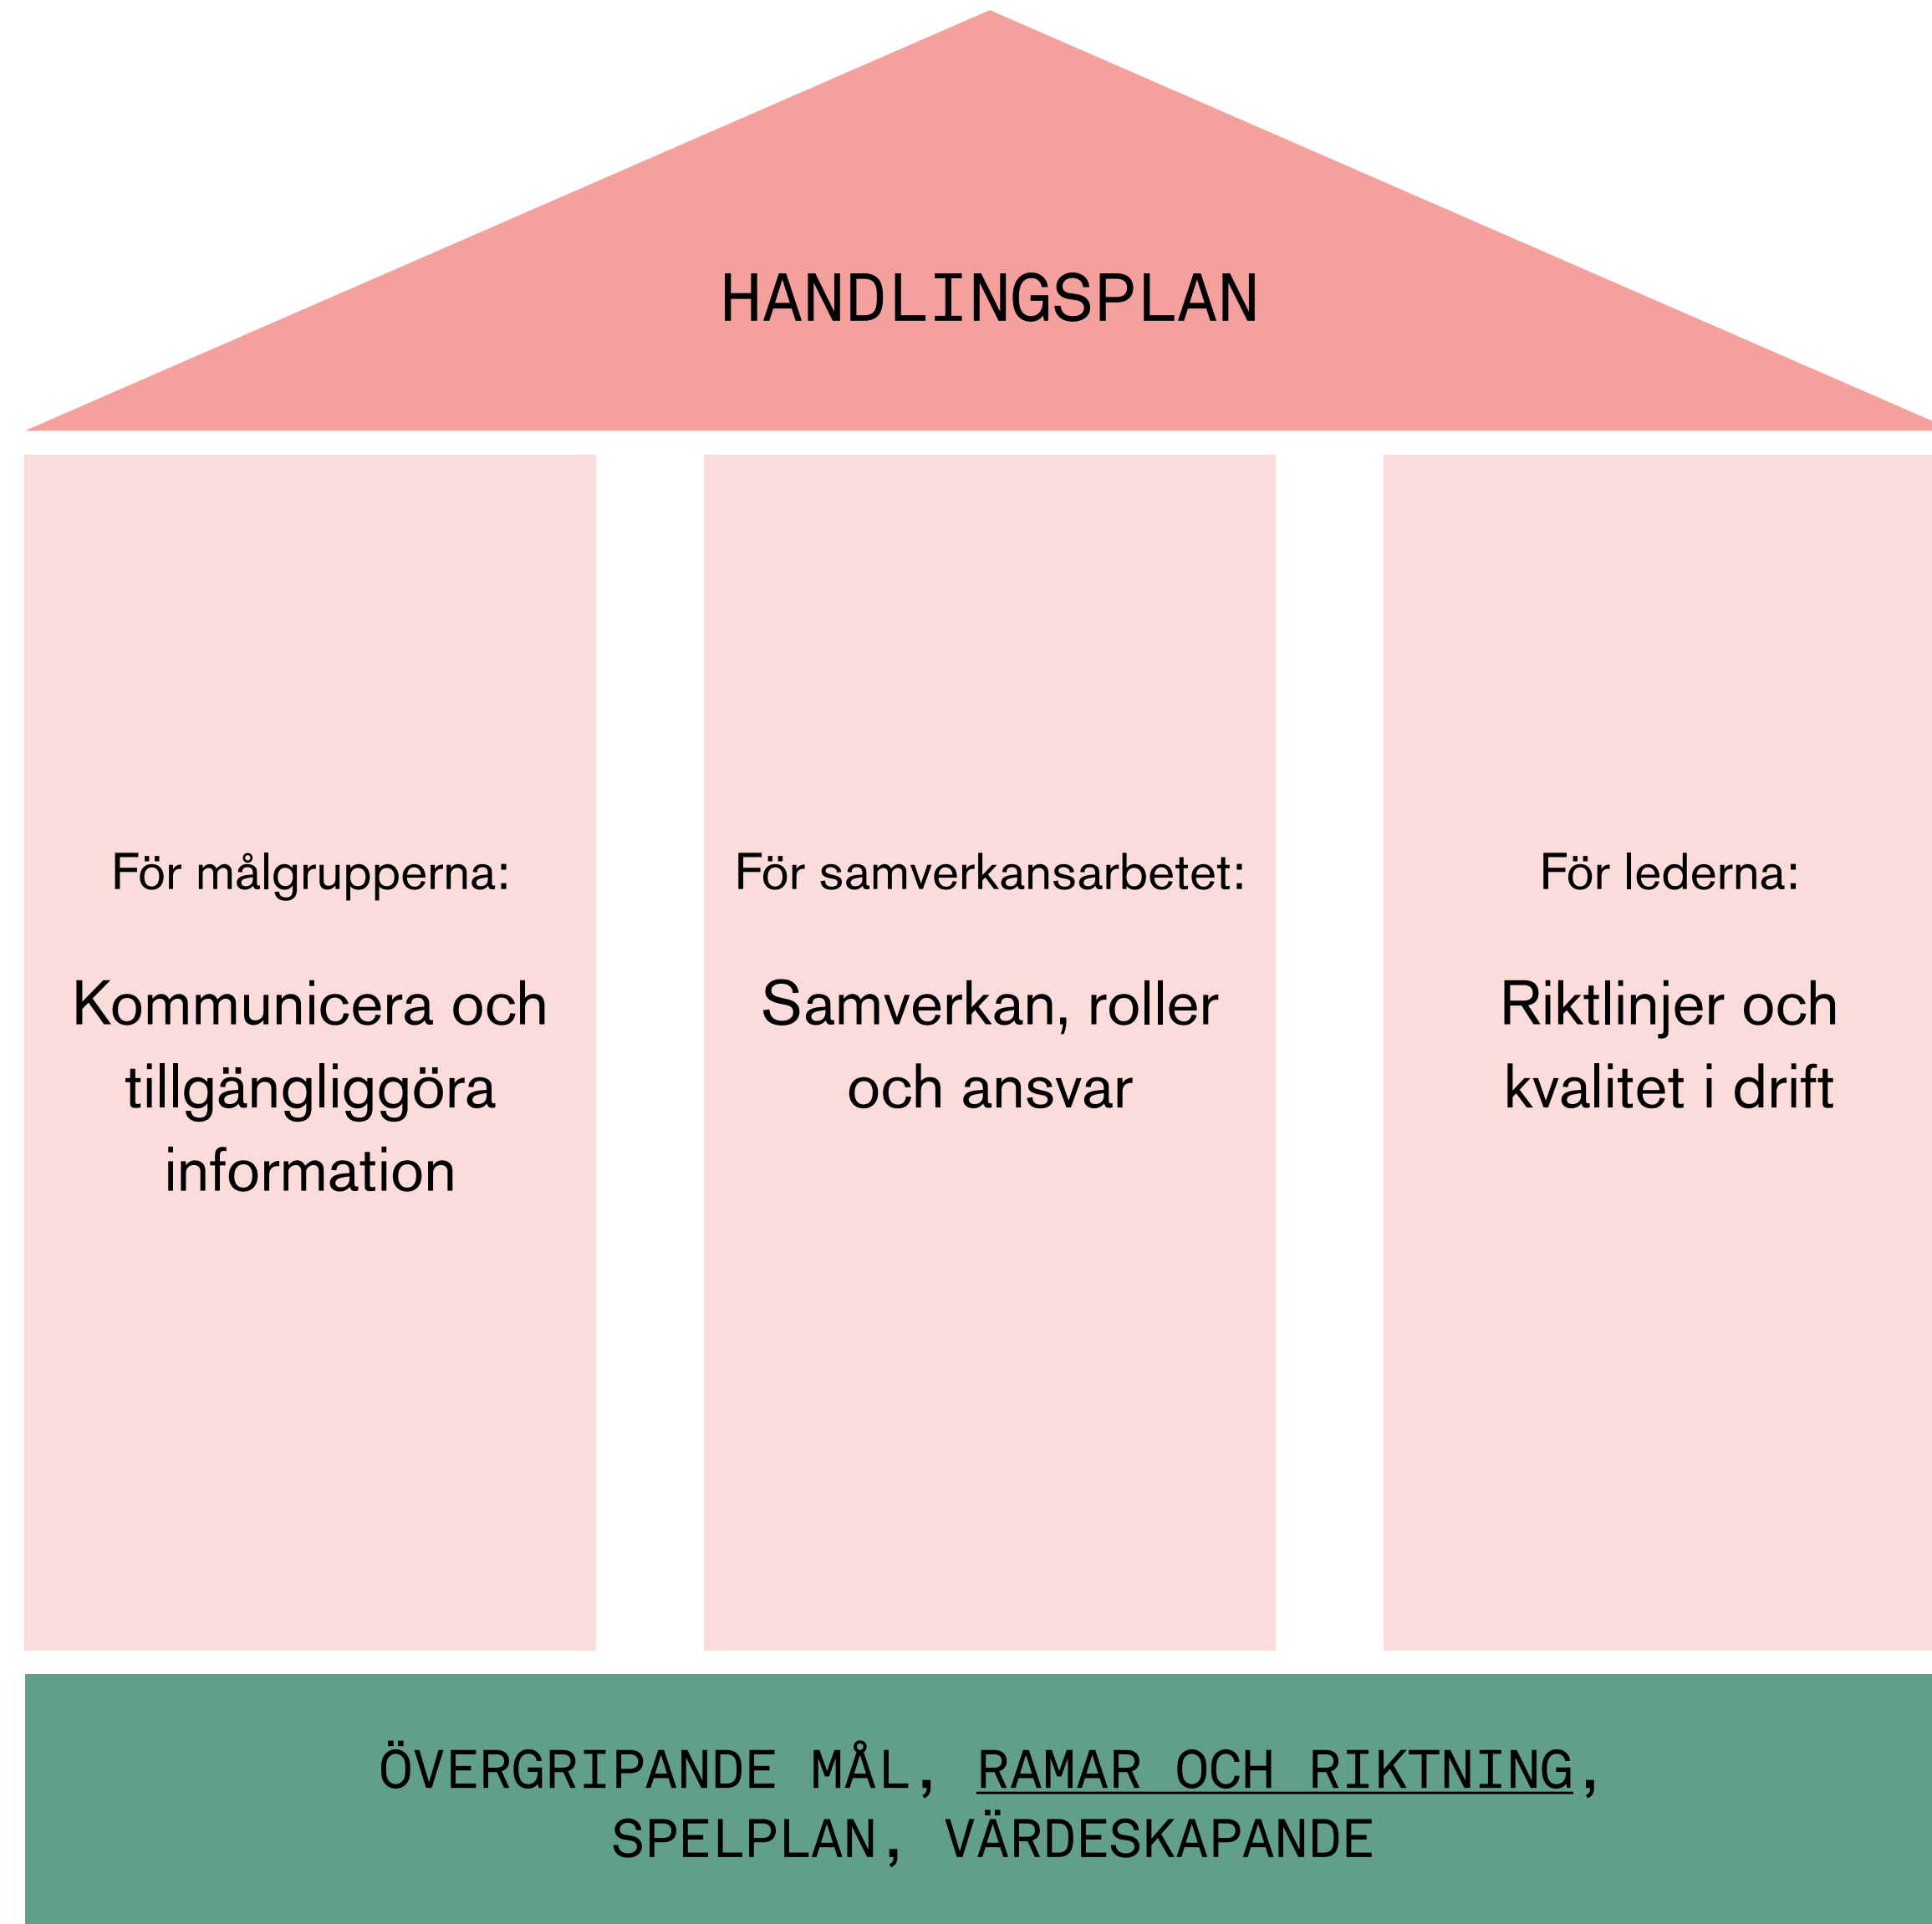 HANDLINGSPLAN
För målgrupperna:
Kommunicera och
tillgängliggöra
information
För samverkansarbetet:
Samverkan, roller
och ansvar
För lederna:
Riktlinjer och
kvalitet i drift
ÖVERGRIPANDE MÅL, RAMAR OCH RIKTNING,
SPELPLAN, VÄRDESKAPANDE